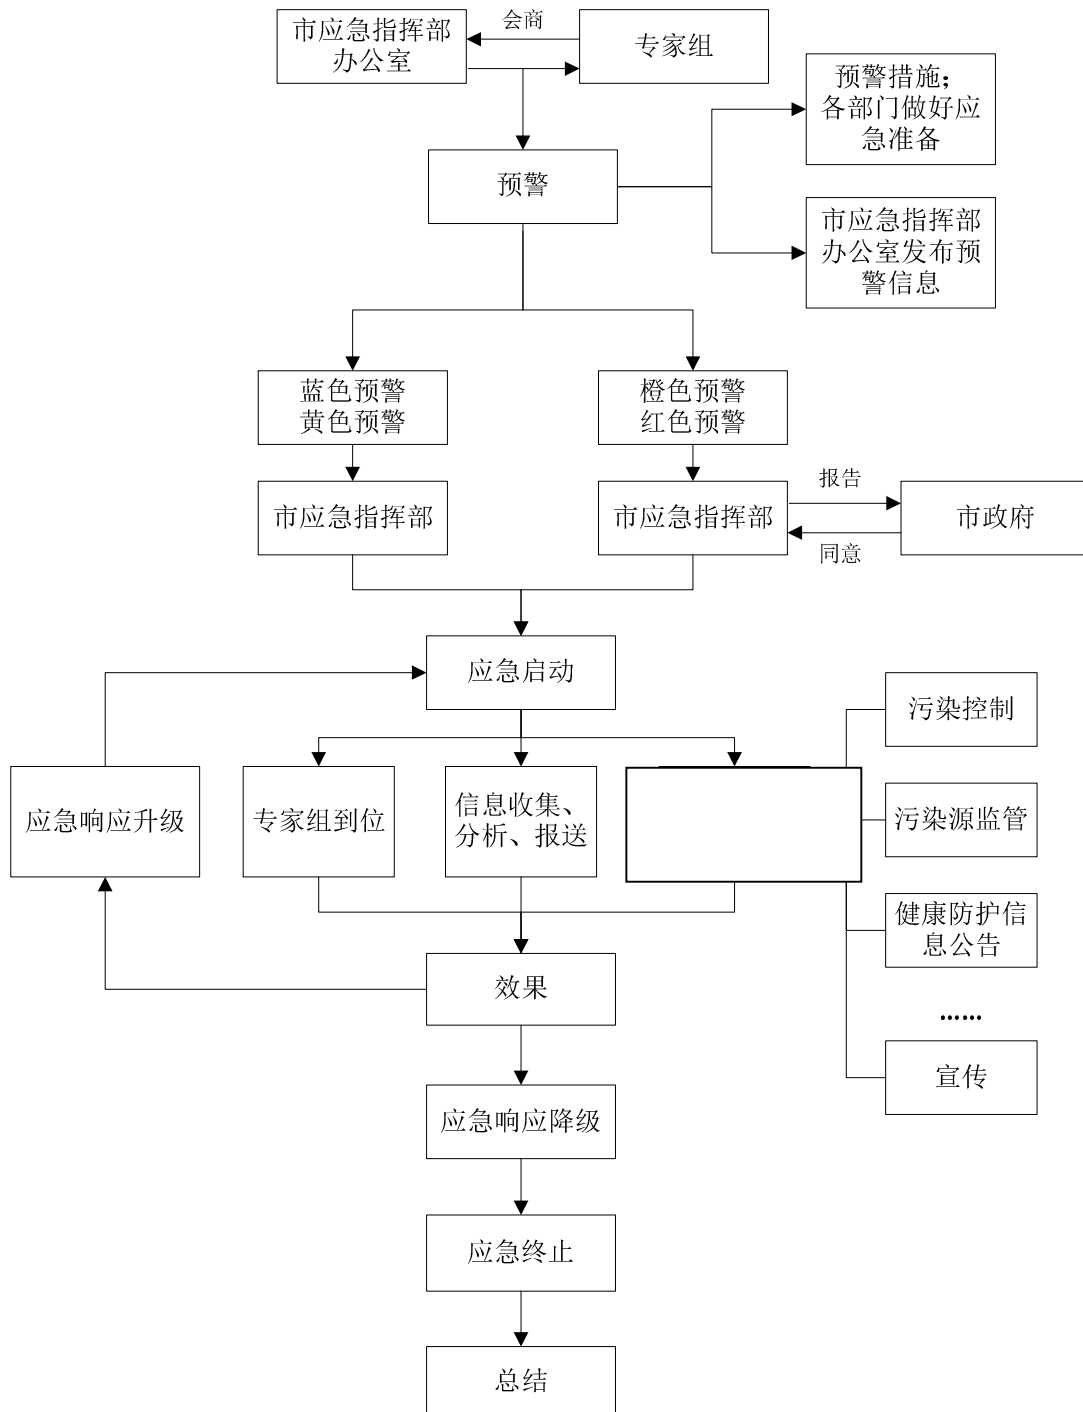 市应急指挥部
办公室
会商
专家组
预警措施；
各部门做好应
急准备
预警
市应急指挥部
办公室发布预
警信息
蓝色预警
黄色预警
橙色预警
红色预警
市应急指挥部
市应急指挥部
报告
同意
市政府
应急启动
应急响应升级
专家组到位
信息收集、
分析、报送
污染控制
污染源监管
健康防护信
息公告
......
宣传
效果
应急响应降级
应急终止
总结